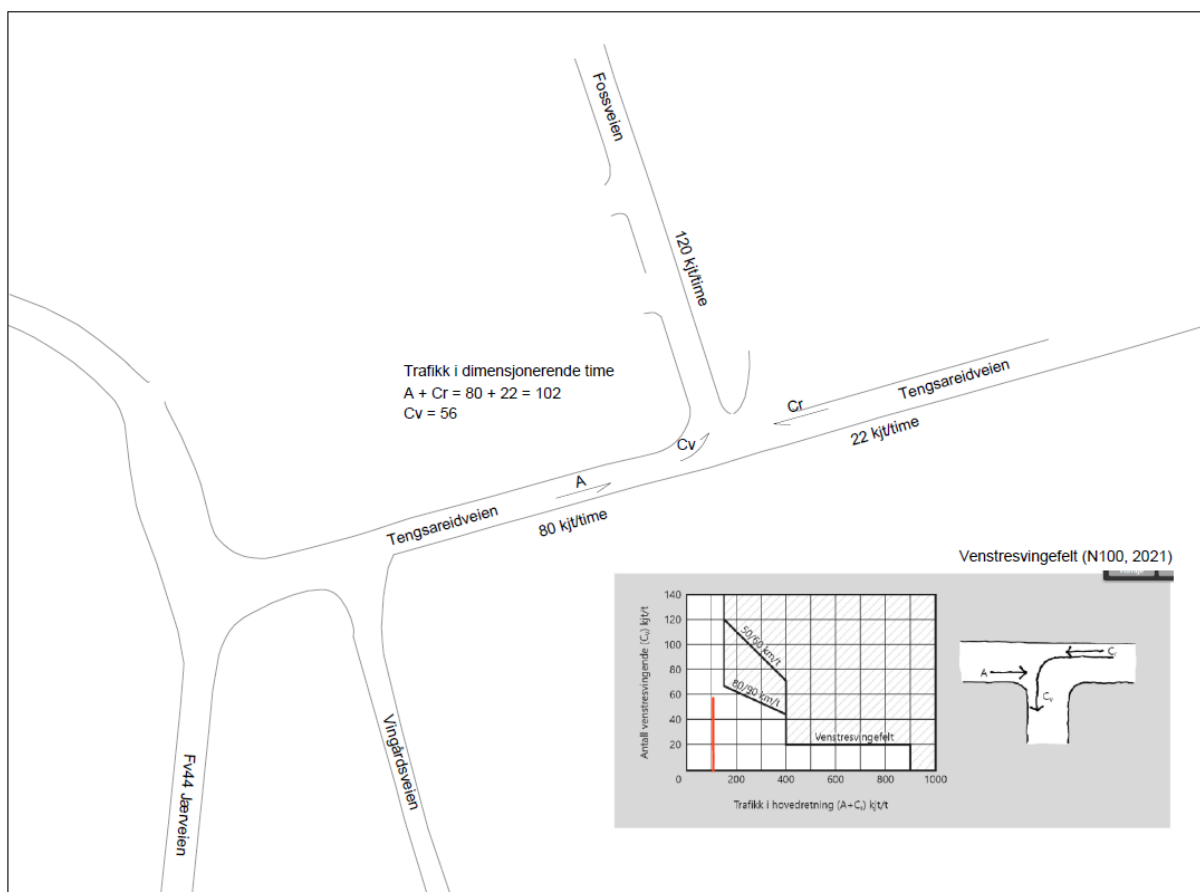 Fossveien
120 kjt/time
Trafikk i dimensjonerende time
A + Cr = 80 + 22 = 102
Cv = 56
Cr
Tengsareidveien
22 kjt/time
Cv
A
Tengsareidveien
80 kjt/time
Fv44 Jærveien
Vingårdsveien
Venstresvingefelt (N100, 2021)
Antall venstresvingende (Cv) kjt/t
140
120
100
80
60
40
20
0
200
400
600
800
1000
50/60 km/t
80/90 km/t
Venstresvingefelt
Trafikk i hovedretning (A+Cr) kjt/t
A
C
Cv